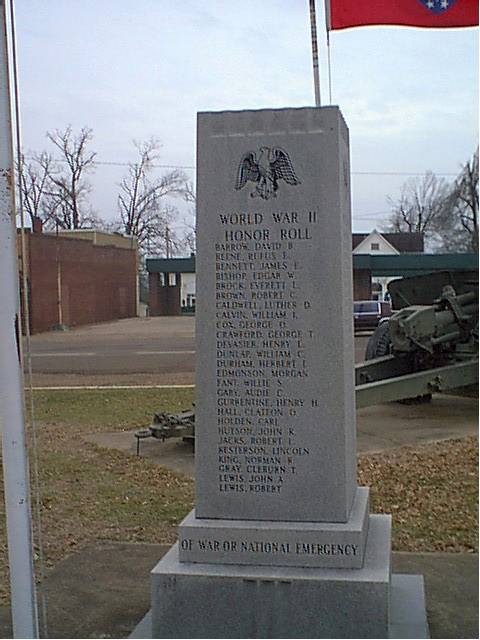 WORLD WAR II
HONOR ROLL
BARROW, DAVID B.
BEENE, RUFUS E.
BENNETT, JAMES E.
BISHOP, EDGAR W.
BROCK, EVERETT L.
BROWN, ROBERT C.
CALDWELL, LUTHER D.
CALVIN, WILLIAM I.
COX, GEORGE O.
CRAWFORD, GEORGE T.
DEVASIER, HENRY L.
DUNLAP, WILLIAM C.
DURHAM, HERBERT L.
EDMONSON, MORGAN
FANT, WILLIE S.
GABY, AUDIE D.
GURRENTINE, HENRY H.
HALL, CLAYTON O.
HOLDEN, CARL
HUTSON, JOHN K.
JACKS, ROBERT L.
KESTERSON, LINCOLN
KING, NORMAN R.
GRAY, CLEBURN T.
LEWIS, JOHN A.
LEWIS, ROBERT
OF WAR OR NATIONAL EMERGENCY